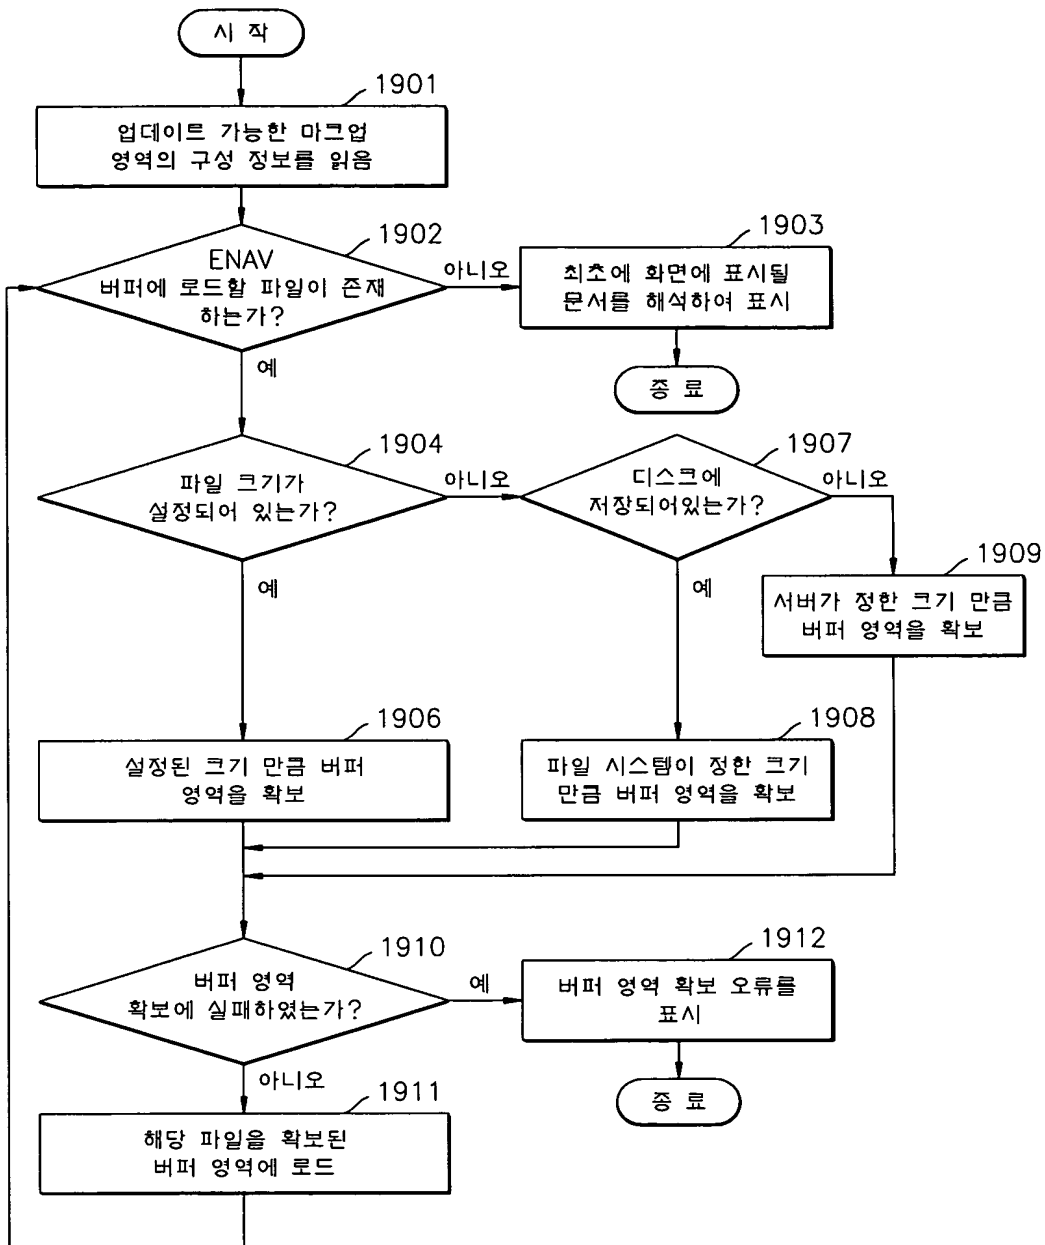 시 작
1901
업데이트 가능한 마크업
영역의 구성 정보를 읽음
1902
ENAV
버퍼에 로드할 파일이 존재
하는가?
아니오
1903
최초에 화면에 표시될
문서를 해석하여 표시
종 료
예
1904
파일 크기가
설정되어 있는가?
아니오
1907
디스크에
저장되어있는가?
아니오
예
예
1909
서버가 정한 크기 만큼
버퍼 영역을 확보
1906
설정된 크기 만큼 버퍼
영역을 확보
1908
파일 시스템이 정한 크기
만큼 버퍼 영역을 확보
1910
버퍼 영역
확보에 실패하였는가?
예
1912
버퍼 영역 확보 오류를
표시
종 료
아니오
1911
해당 파일을 확보된
버퍼 영역에 로드